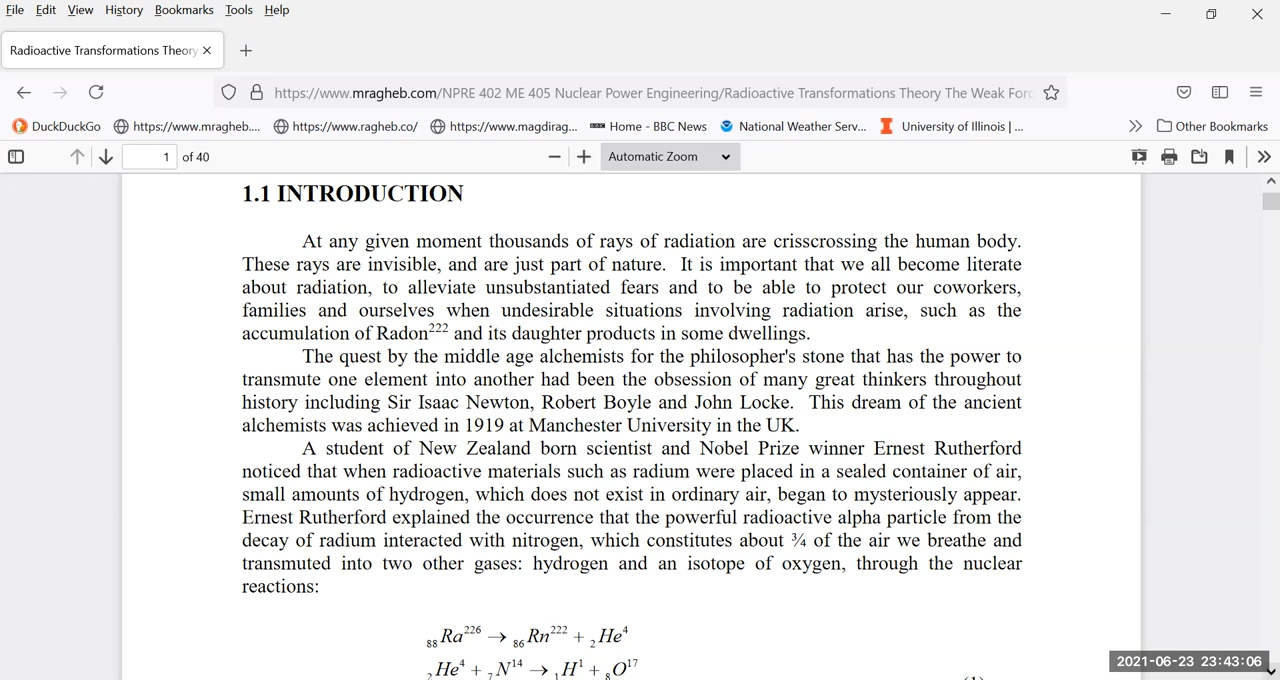 File Edit View History Bookmarks Tools Help
Radioactive Transformations Theory
https://www.mragheb.com/NPRE 402 ME 405 Nuclear Power Engineering/Radioactive Transformations Theory The Weak Forc
DuckDuckGo https://www.mragheb.... https://www.ragheb.co/ https://www.magdirag... BBC Home - BBC News National Weather Serv... University of Illinois | ... Other Bookmarks
1 of 40 Automatic Zoom
1.1 INTRODUCTION
At any given moment thousands of rays of radiation are crisscrossing the human body.
These rays are invisible, and are just part of nature. It is important that we all become literate
about radiation, to alleviate unsubstantiated fears and to be able to protect our coworkers,
families and ourselves when undesirable situations involving radiation arise, such as the
accumulation of Radon²²² and its daughter products in some dwellings.
The quest by the middle age alchemists for the philosopher's stone that has the power to
transmute one element into another had been the obsession of many great thinkers throughout
history including Sir Isaac Newton, Robert Boyle and John Locke. This dream of the ancient
alchemists was achieved in 1919 at Manchester University in the UK.
A student of New Zealand born scientist and Nobel Prize winner Ernest Rutherford
noticed that when radioactive materials such as radium were placed in a sealed container of air,
small amounts of hydrogen, which does not exist in ordinary air, began to mysteriously appear.
Ernest Rutherford explained the occurrence that the powerful radioactive alpha particle from the
decay of radium interacted with nitrogen, which constitutes about ¾ of the air we breathe and
transmuted into two other gases: hydrogen and an isotope of oxygen, through the nuclear
reactions:
₈₈Ra²²⁶ → ₈₆Rn²²² + ₂He⁴
₂He⁴ + ₇N¹⁴ → ₁H¹ + ₈O¹⁷
2021-06-23 23:43:06